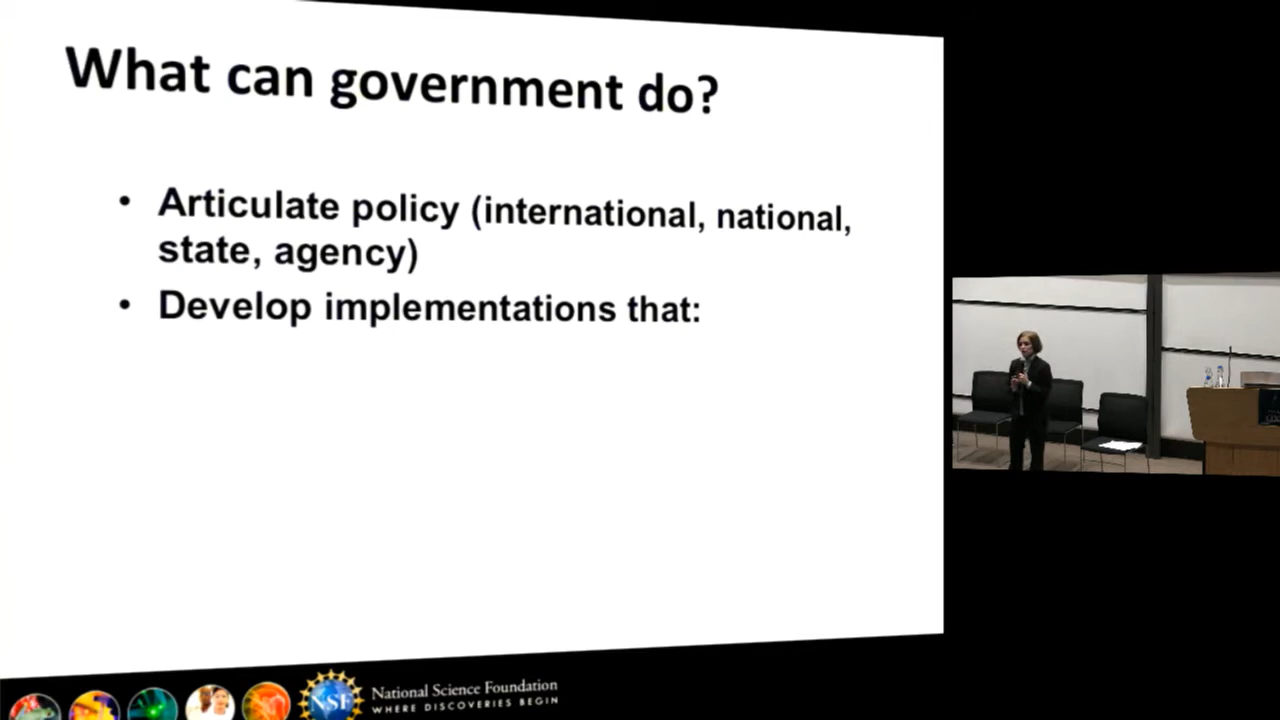 What can government do?
• Articulate policy (international, national,
state, agency)
• Develop implementations that:
NSF
National Science Foundation
WHERE DISCOVERIES BEGIN